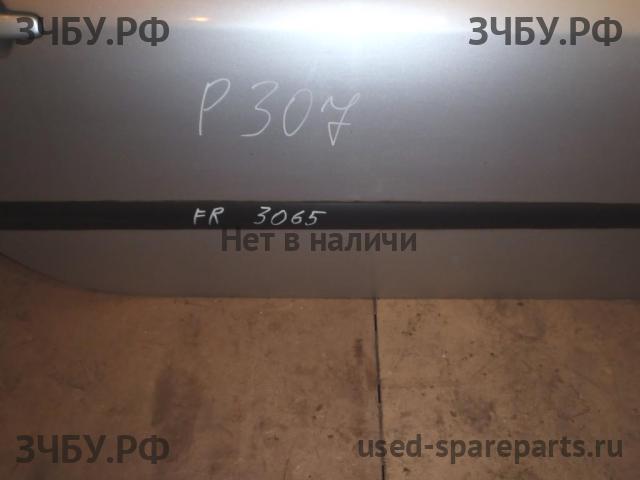 ЗЧБУ.РФ ЗЧБУ.РФ
P 307
FR 3065
Нет в наличи
ЗЧБУ.РФ used-spareparts.ru